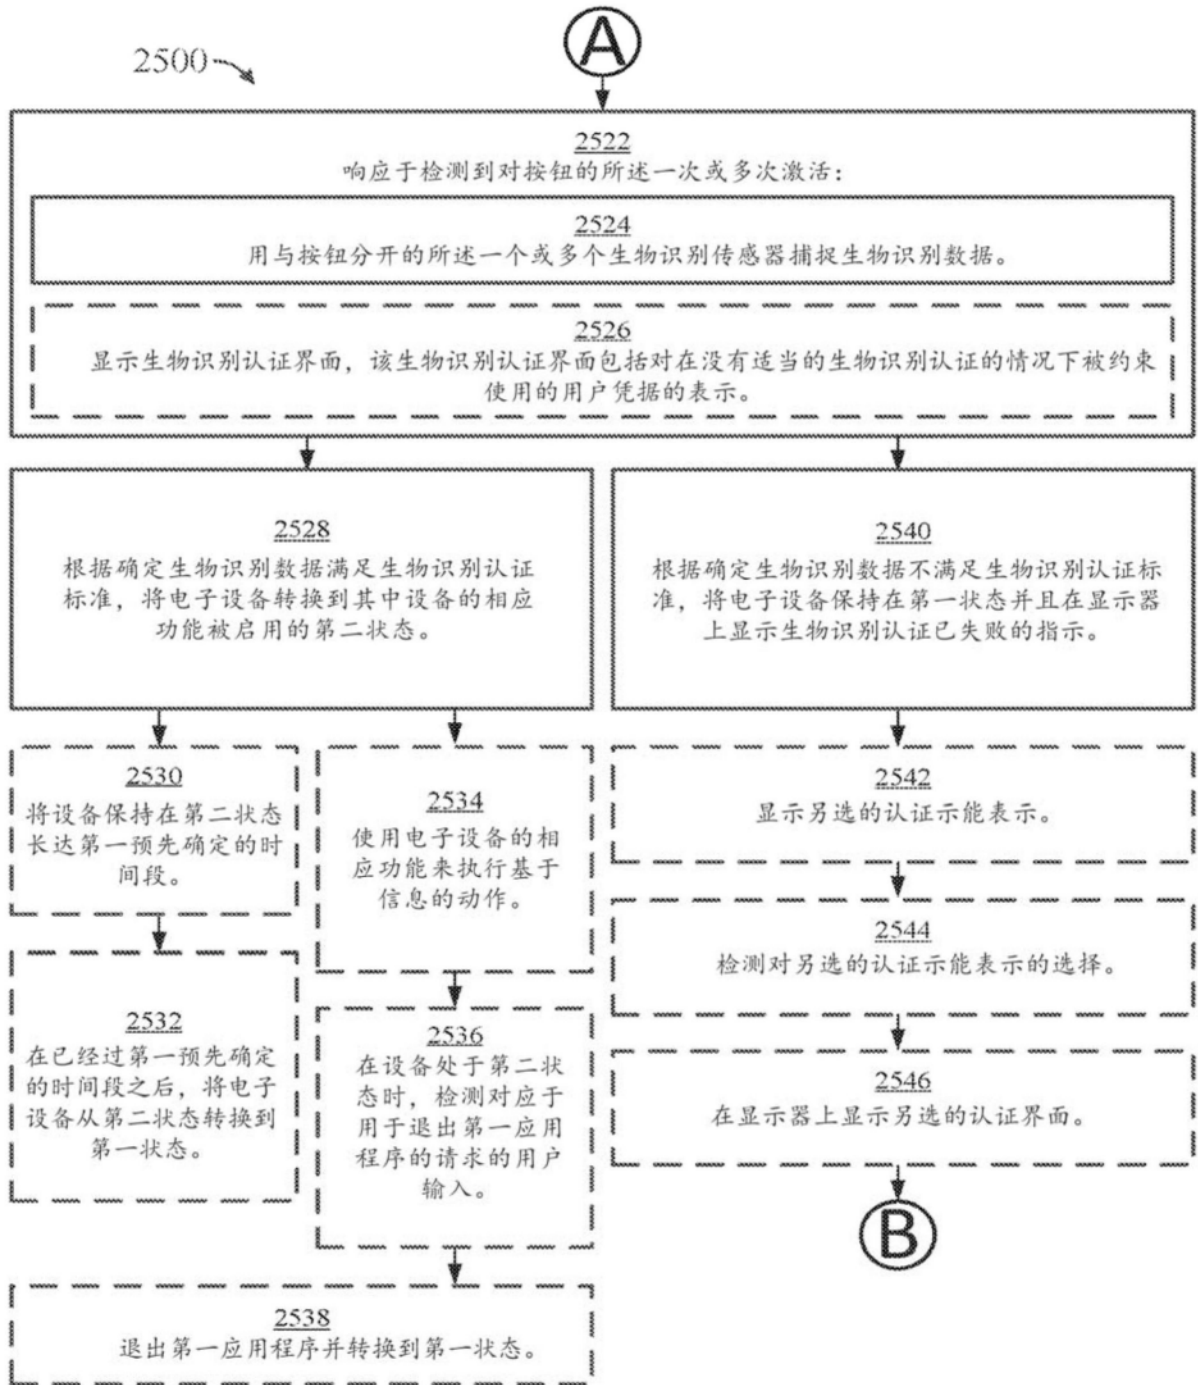 A
2500
2522
响应于检测到对按钮的所述一次或多次激活：
2524
用与按钮分开的所述一个或多个生物识别传感器捕捉生物识别数据。
2526
显示生物识别认证界面，该生物识别认证界面包括对在没有适当的生物识别认证的情况下被约束
使用的用户凭据的表示。
2528
根据确定生物识别数据满足生物识别认证
标准，将电子设备转换到其中设备的相应
功能被启用的第二状态。
2540
根据确定生物识别数据不满足生物识别认证标
准，将电子设备保持在第一状态并且在显示器
上显示生物识别认证已失败的指示。
2530
将设备保持在第二状态
长达第一预先确定的时
间段。
2532
在已经过第一预先确定
的时间段之后，将电子
设备从第二状态转换到
第一状态。
2534
使用电子设备的相
应功能来执行基于
信息的动作。
2536
在设备处于第二状
态时，检测对应于
用于退出第一应用
程序的请求的用户
输入。
2538
退出第一应用程序并转换到第一状态。
2542
显示另选的认证示能表示。
2544
检测对另选的认证示能表示的选择。
2546
在显示器上显示另选的认证界面。
B